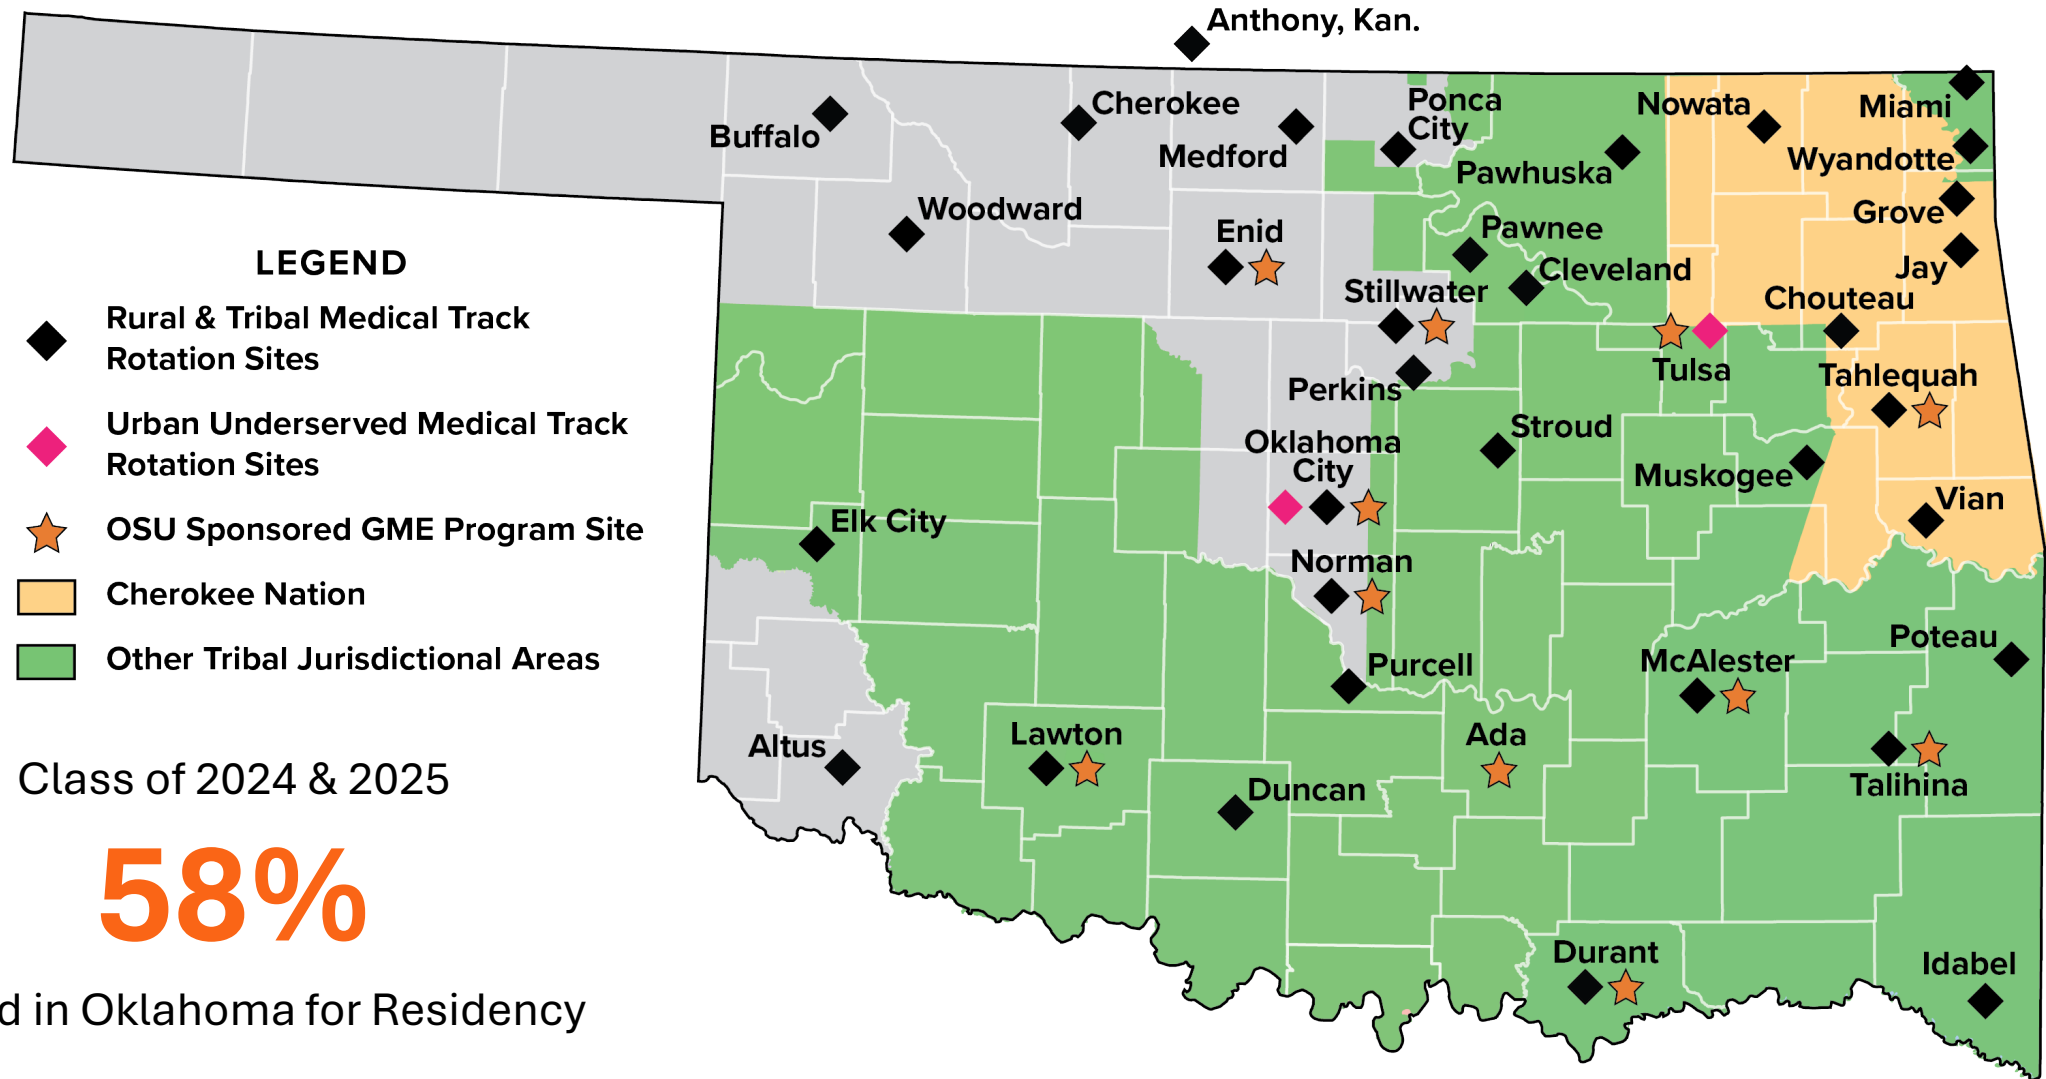 Anthony, Kan.
Cherokee
Ponca
City
Nowata
Miami
Buffalo
Medford
Pawhuska
Wyandotte
Woodward
Grove
Enid
Pawnee
Cleveland
Jay
Stillwater
Chouteau
Perkins
Tulsa
Tahlequah
Oklahoma
City
Stroud
Muskogee
Vian
Elk City
Norman
Purcell
McAlester
Poteau
Altus
Lawton
Ada
Duncan
Talihina
Durant
Idabel
LEGEND
Rural & Tribal Medical Track
Rotation Sites
Urban Underserved Medical Track
Rotation Sites
OSU Sponsored GME Program Site
Cherokee Nation
Other Tribal Jurisdictional Areas
Class of 2024 & 2025
58%
d in Oklahoma for Residency